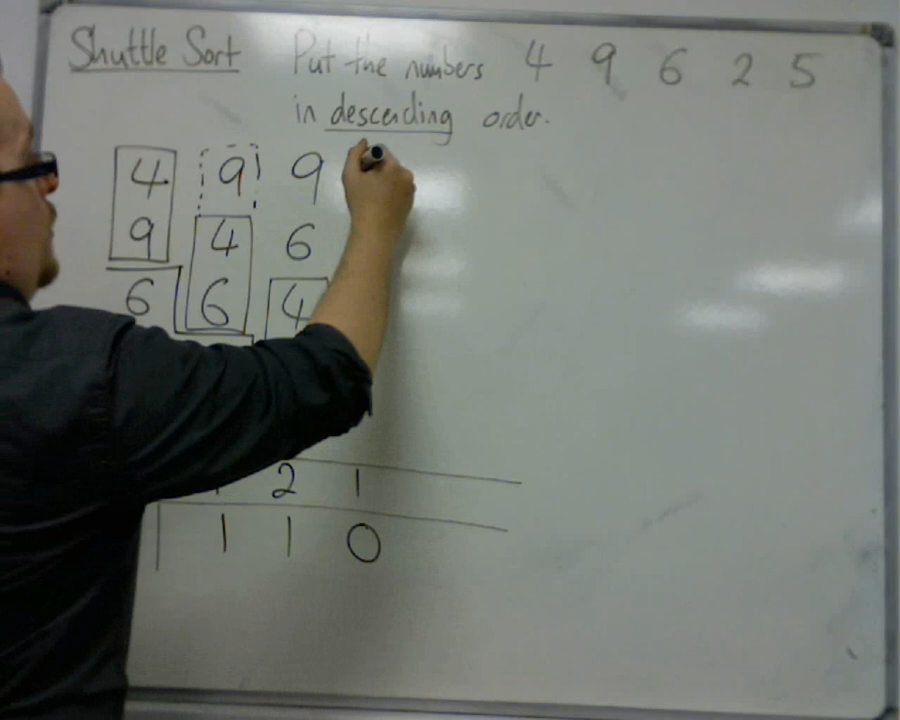 Shuttle Sort Put the numbers 4 9 6 2 5
in descending order.
4 9 9
9 4 6
6 6 4
2 1
1 1 0